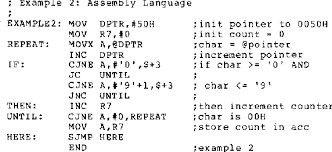 ; Example 2: Assembly Language
;
EXAMPLE2: MOV DPTR,#50H ;init pointer to 0050H
MOV R7,#0 ;init count = 0
REPEAT: MOVX A,@DPTR ;char = @pointer
INC DPTR ;increment pointer
IF: CJNE A,#'0',$+3 ;if char >= '0' AND
JC UNTIL ;
CJNE A,#'9'+1,$+3 ; char <= '9'
JNC UNTIL ;
THEN: INC R7 ;then increment counter
UNTIL: CJNE A,#0,REPEAT ;char is 00H
MOV A,R7 ;store count in acc
HERE: SJMP HERE
END ;example 2